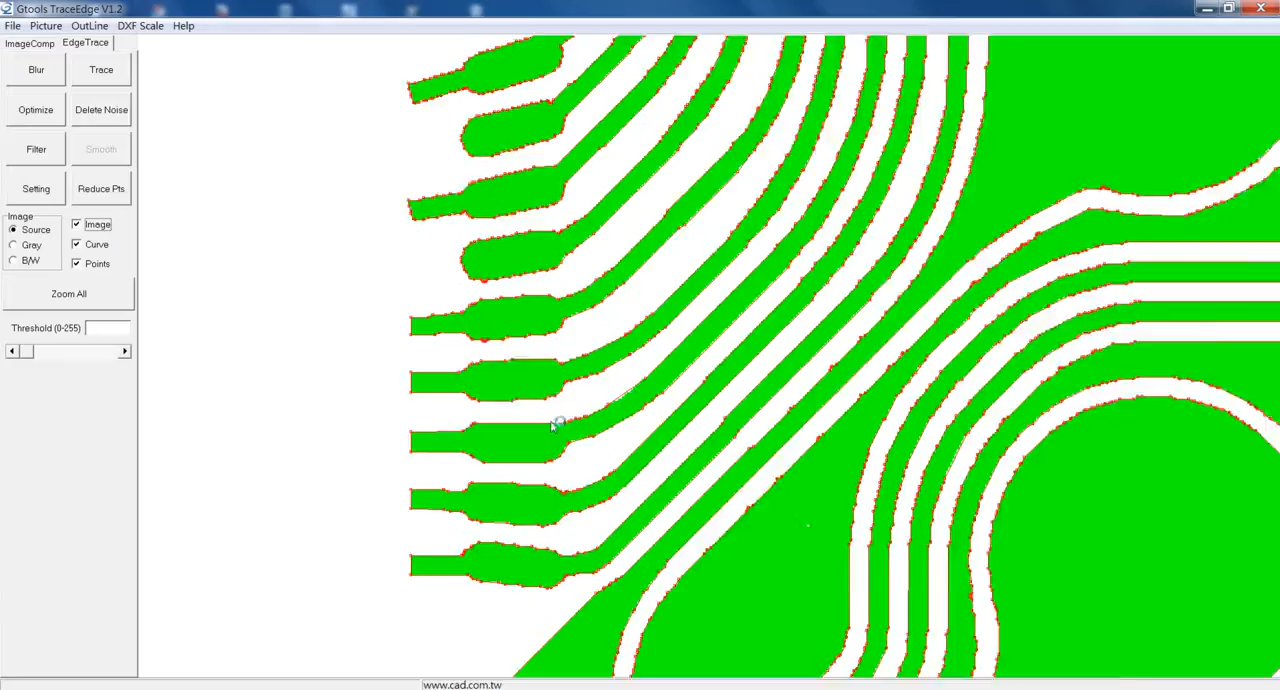 Gtools TraceEdge V1.2
File Picture OutLine DXF Scale Help
ImageComp EdgeTrace
Blur Trace
Optimize Delete Noise
Filter Smooth
Setting Reduce Pts
Image
Source Image
Gray Curve
B/W Points
Zoom All
Threshold (0-255)
www.cad.com.tw